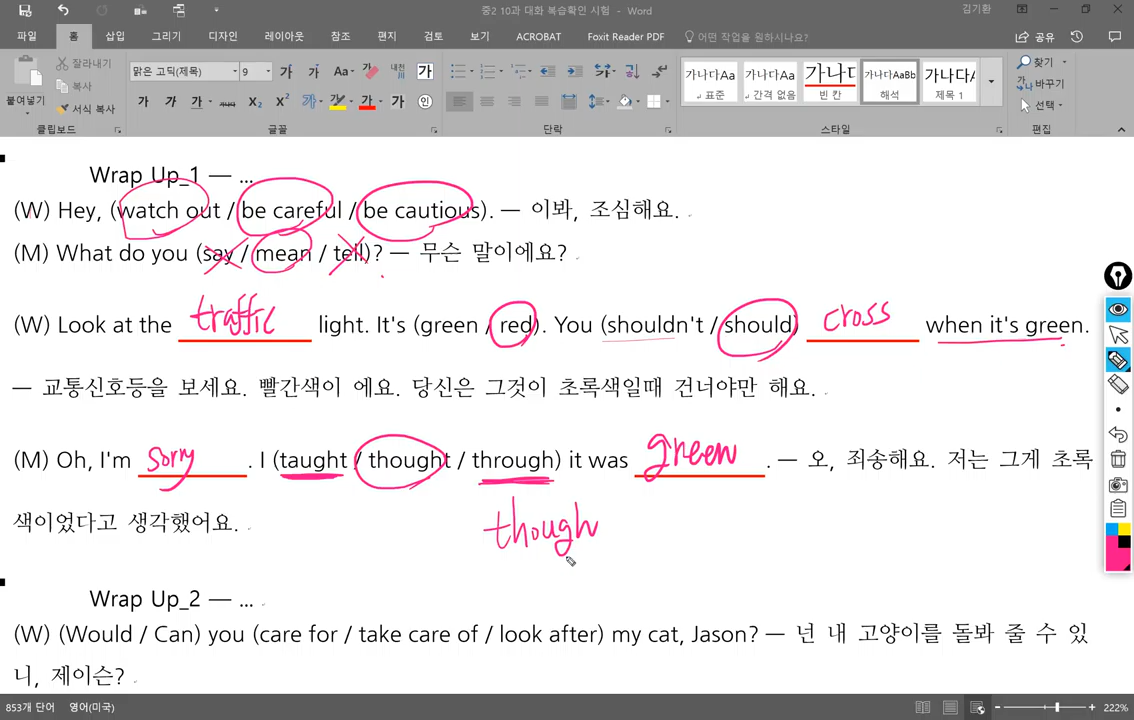 중2 10과 대화 복습확인 시험 - Word
김기환
파일 홈 삽입 그리기 디자인 레이아웃 참조 편지 검토 보기 ACROBAT Foxit Reader PDF 어떤 작업을 원하시나요? 공유
붙여넣기 잘라내기 복사 서식 복사
맑은 고딕(제목) 9 가 가 Aa 가
가 가 가 X₂ X² 가 가 가
가나다Aa 가나다Aa 가나다 가나다AaBb 가나다A
표준 간격 없음 빈 칸 해석 제목 1
찾기 바꾸기 선택
클립보드 글꼴 단락 스타일 편집
Wrap Up_1 — ...
(W) Hey, (watch out / be careful / be cautious). — 이봐, 조심해요.
(M) What do you (say / mean / tell)? — 무슨 말이에요?
(W) Look at the traffic light. It's (green / red). You (shouldn't / should) cross when it's green.
— 교통신호등을 보세요. 빨간색이 에요. 당신은 그것이 초록색일때 건너야만 해요.
(M) Oh, I'm sorry . I (taught / thought / through) it was green . — 오, 죄송해요. 저는 그게 초록
색이었다고 생각했어요.
though
Wrap Up_2 — ...
(W) (Would / Can) you (care for / take care of / look after) my cat, Jason? — 넌 내 고양이를 돌봐 줄 수 있
니, 제이슨?
853개 단어 영어(미국) 222%